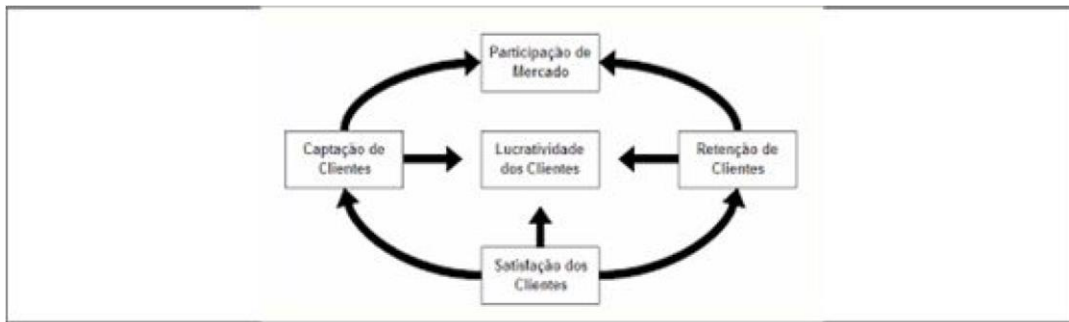 Participação de
Mercado
Captação de
Clientes
Lucratividade
dos Clientes
Retenção de
Clientes
Satisfação dos
Clientes